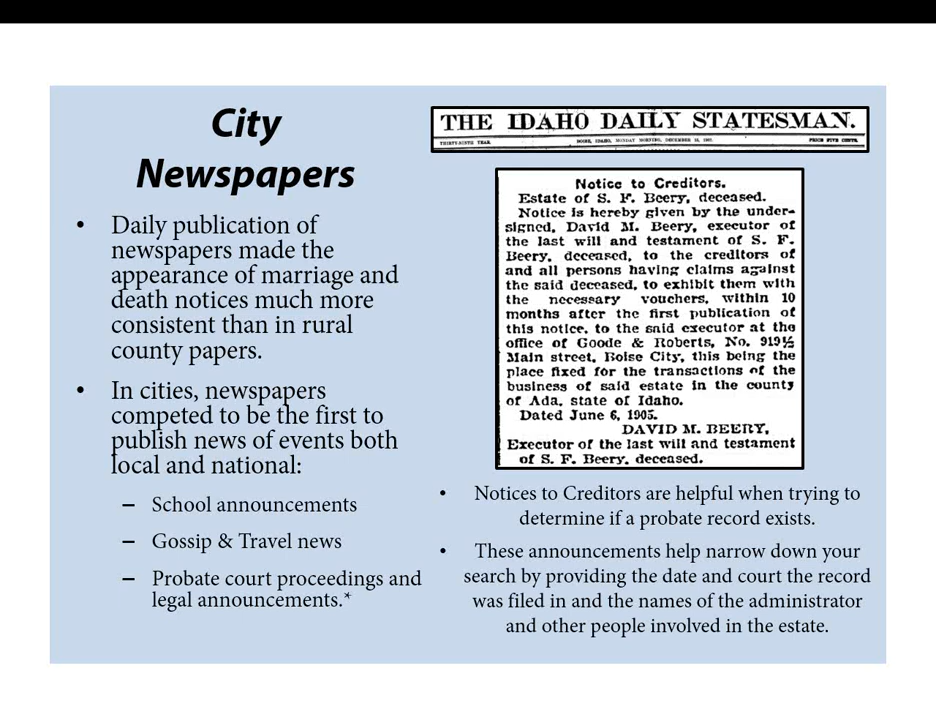 City
Newspapers
• Daily publication of
newspapers made the
appearance of marriage and
death notices much more
consistent than in rural
county papers.
• In cities, newspapers
competed to be the first to
publish news of events both
local and national:
– School announcements
– Gossip & Travel news
– Probate court proceedings and
legal announcements.*
THE IDAHO DAILY STATESMAN.
THIRTY-NINTH YEAR. BOISE, IDAHO, MONDAY MORNING, DECEMBER PRICE FIVE CENTS.
Notice to Creditors.
Estate of S. F. Beery, deceased.
Notice is hereby given by the under-
signed, David M. Beery, executor of
the last will and testament of S. F.
Beery, deceased, to the creditors of
and all persons having claims against
the said deceased, to exhibit them with
the necessary vouchers, within 10
months after the first publication of
this notice, to the said executor at the
office of Goode & Roberts, No. 919½
Main street, Boise City, this being the
place fixed for the transactions of the
business of said estate in the county
of Ada, state of Idaho.
Dated June 6, 1905.
DAVID M. BEERY,
Executor of the last will and testament
of S. F. Beery, deceased.
• Notices to Creditors are helpful when trying to
determine if a probate record exists.
• These announcements help narrow down your
search by providing the date and court the record
was filed in and the names of the administrator
and other people involved in the estate.